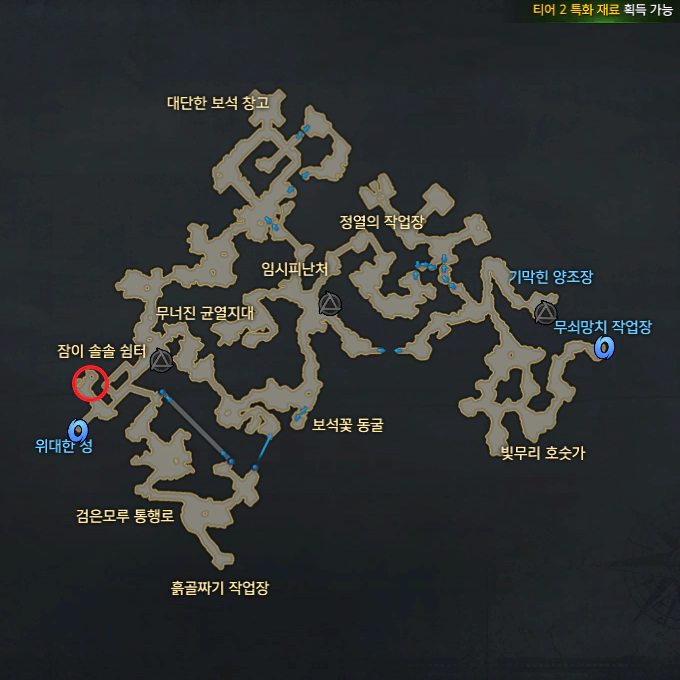 티어 2 특화 재료 획득 가능
대단한 보석 창고
정열의 작업장
임시피난처
기막힌 양조장
무너진 균열지대
무쇠망치 작업장
잠이 솔솔 쉼터
보석꽃 동굴
위대한 성
빛무리 호숫가
검은모루 통행로
흙골짜기 작업장